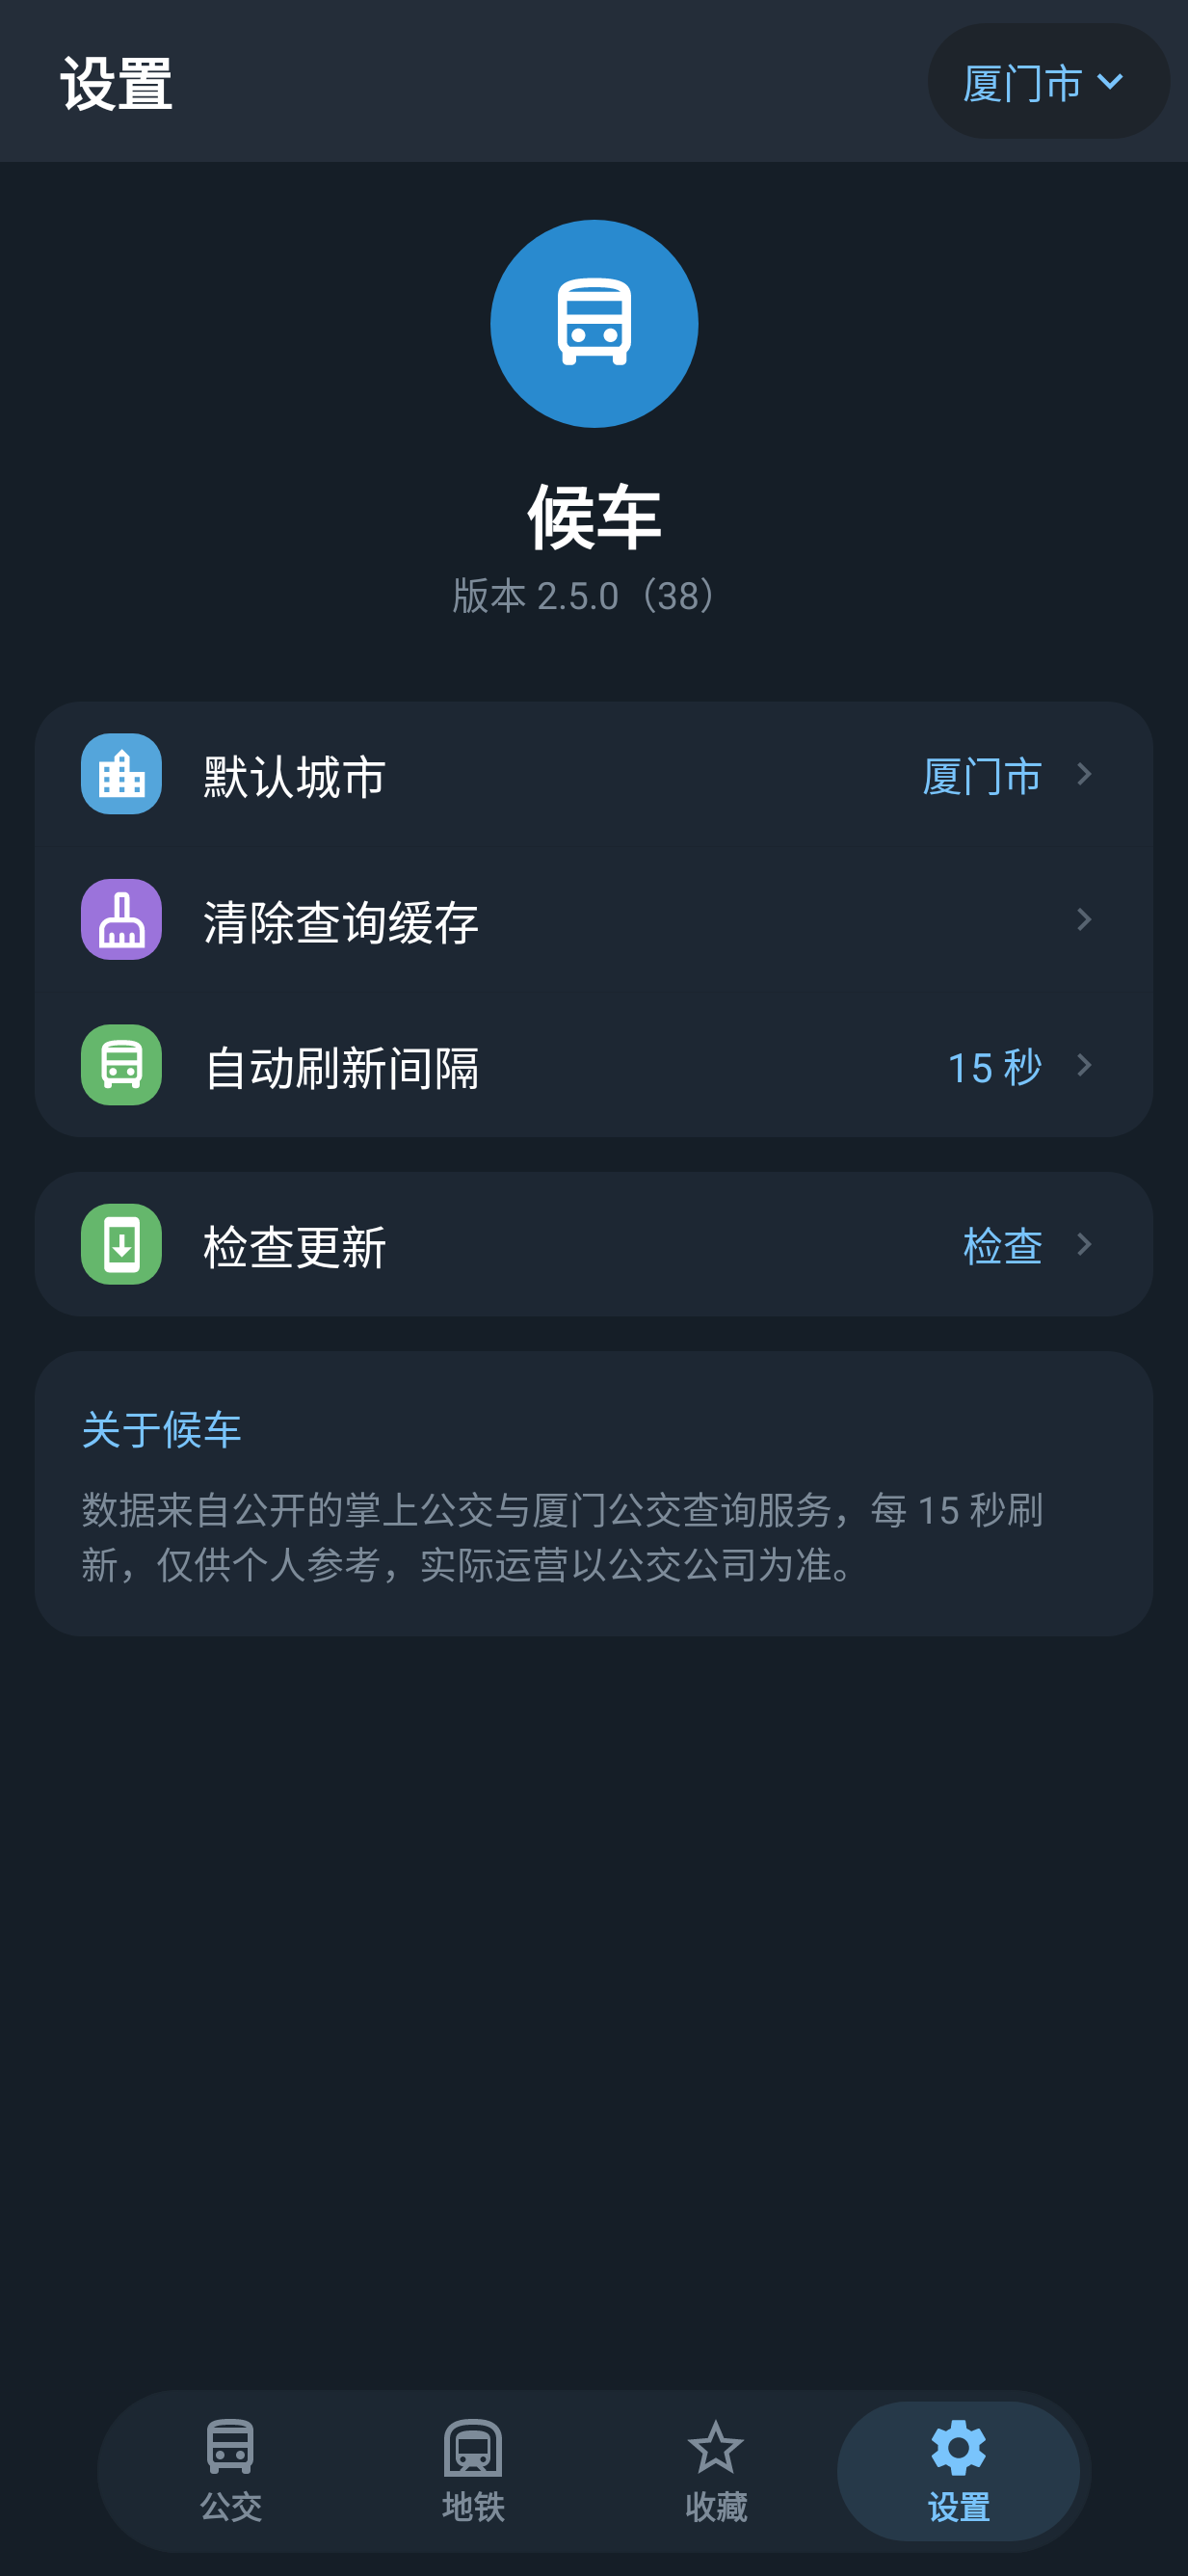 设置
厦门市
候车
版本 2.5.0（38）
默认城市
厦门市
清除查询缓存
自动刷新间隔
15 秒
检查更新
检查
关于候车
数据来自公开的掌上公交与厦门公交查询服务，每 15 秒刷
新，仅供个人参考，实际运营以公交公司为准。
公交
地铁
收藏
设置